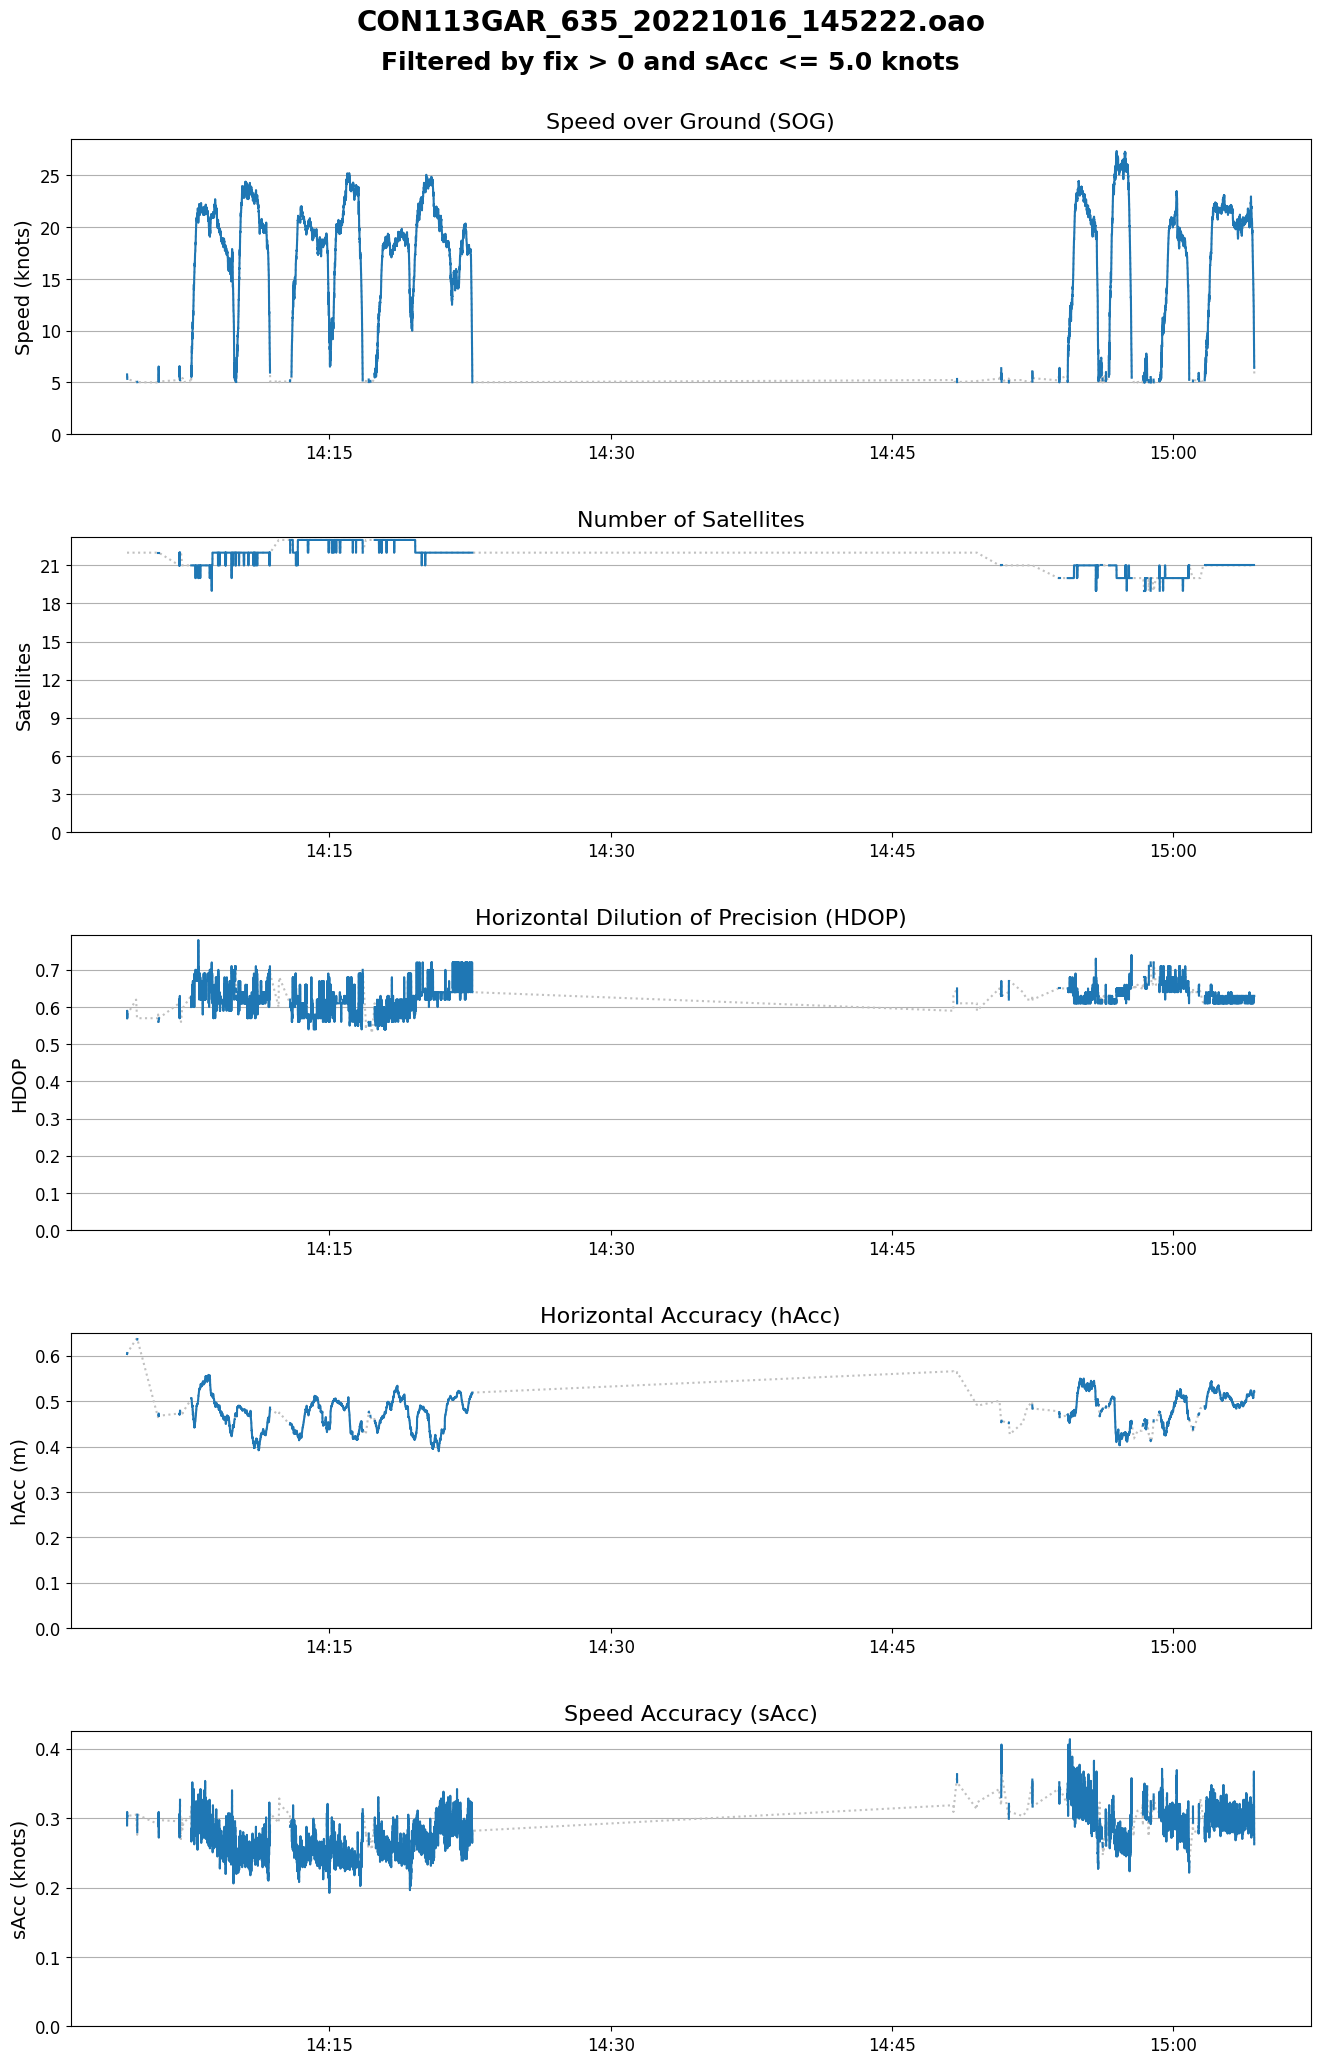 CON113GAR_635_20221016_145222.oao
Filtered by fix > 0 and sAcc <= 5.0 knots
Speed over Ground (SOG)
Speed (knots)
25
20
15
10
5
0
14:15 14:30 14:45 15:00
Number of Satellites
Satellites
21
18
15
12
9
6
3
0
14:15 14:30 14:45 15:00
Horizontal Dilution of Precision (HDOP)
HDOP
0.7
0.6
0.5
0.4
0.3
0.2
0.1
0.0
14:15 14:30 14:45 15:00
Horizontal Accuracy (hAcc)
hAcc (m)
0.6
0.5
0.4
0.3
0.2
0.1
0.0
14:15 14:30 14:45 15:00
Speed Accuracy (sAcc)
sAcc (knots)
0.4
0.3
0.2
0.1
0.0
14:15 14:30 14:45 15:00